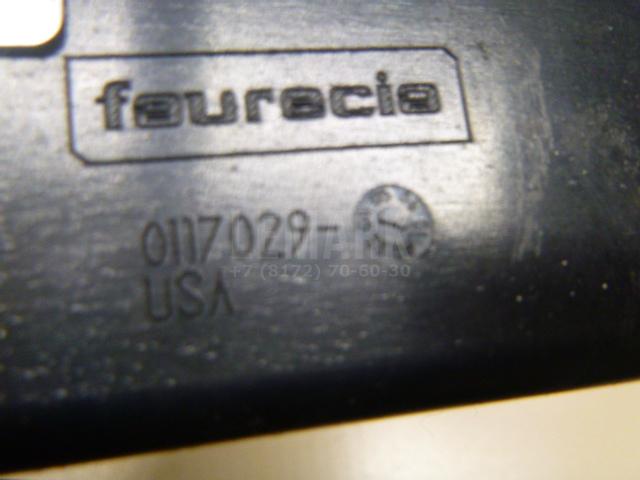 faurecia
0117029-
USA
+7 (8172) 70-60-30